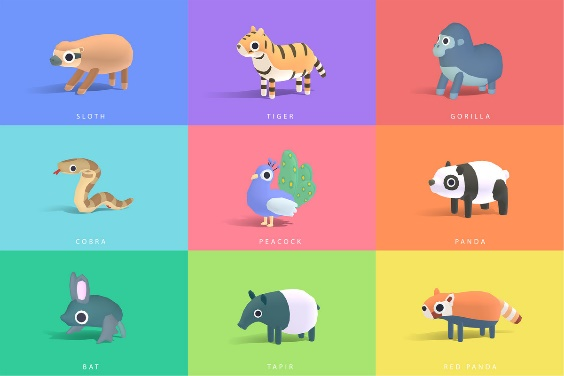 SLOTH
TIGER
GORILLA
COBRA
PEACOCK
PANDA
BAT
TAPIR
RED PANDA